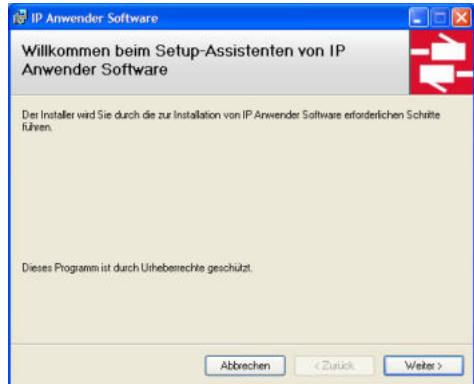 IP Anwender Software
Willkommen beim Setup-Assistenten von IP
Anwender Software
Der Installer wird Sie durch die zur Installation von IP Anwender Software erforderlichen Schritte
führen.
Dieses Programm ist durch Urheberrechte geschützt.
Abbrechen
< Zurück
Weiter >